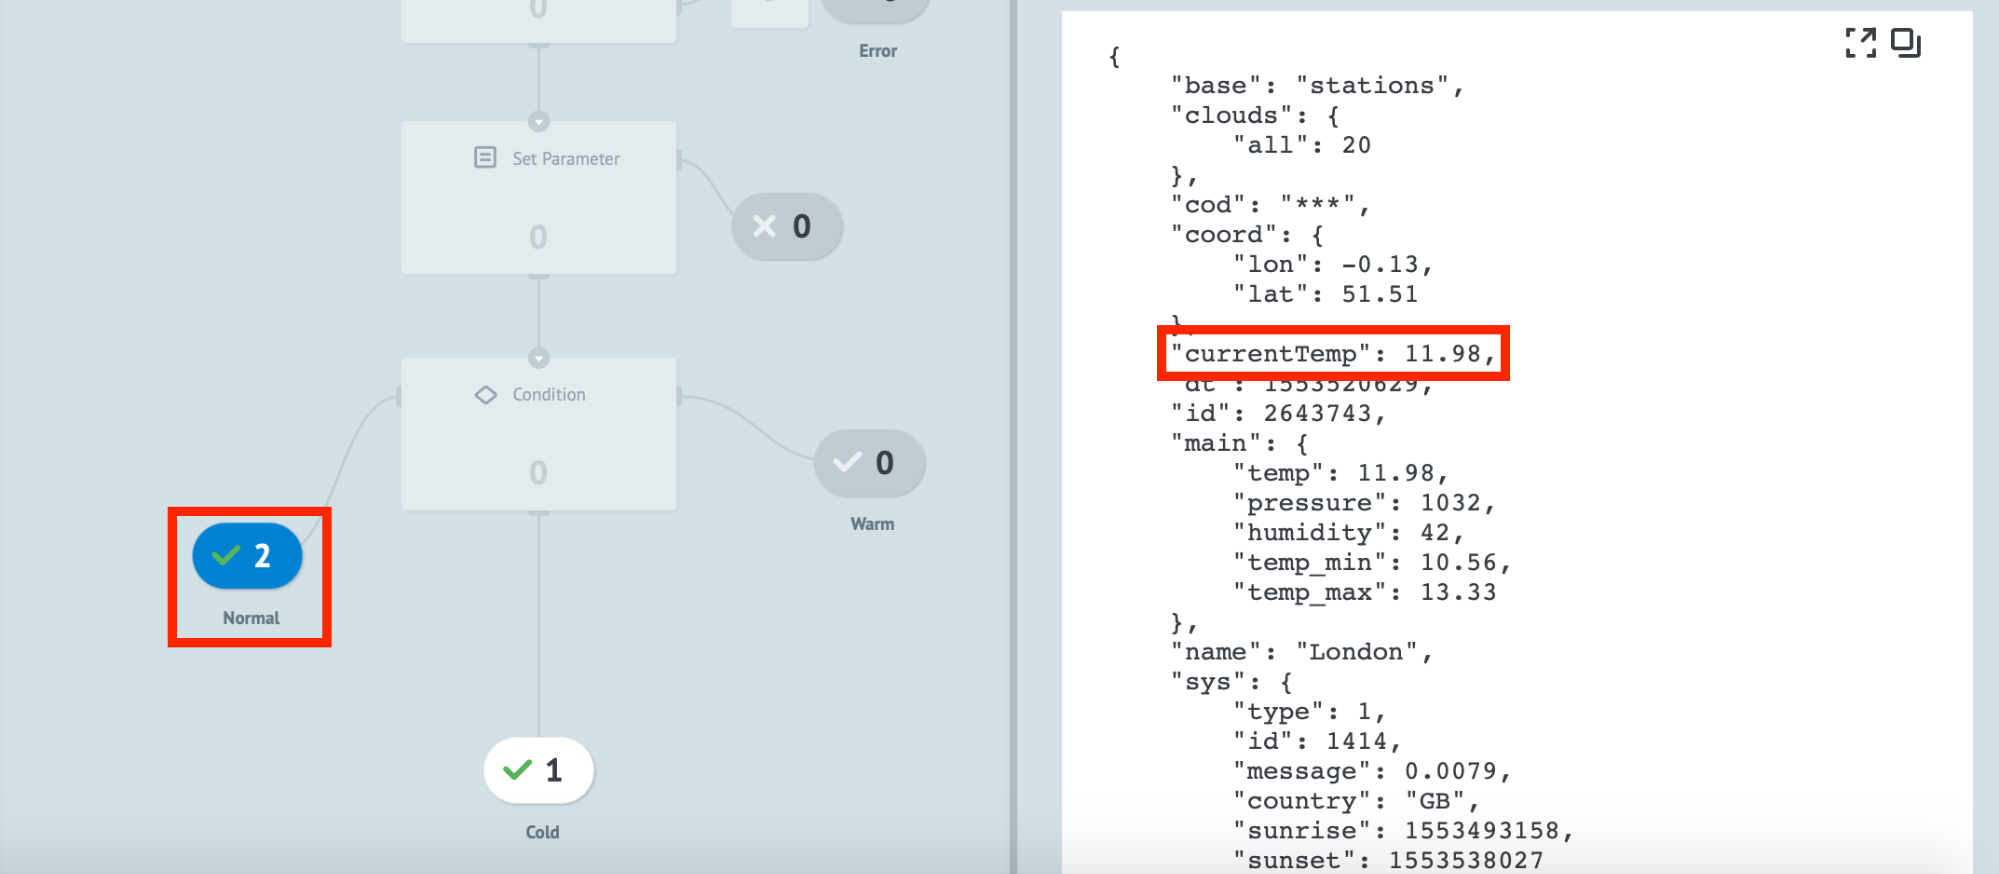 0
Error
Set Parameter
0
0
Condition
0
0
Warm
2
Normal
1
Cold
{
"base": "stations",
"clouds": {
"all": 20
},
"cod": "***",
"coord": {
"lon": -0.13,
"lat": 51.51
},
"currentTemp": 11.98,
"dt": 1553520629,
"id": 2643743,
"main": {
"temp": 11.98,
"pressure": 1032,
"humidity": 42,
"temp_min": 10.56,
"temp_max": 13.33
},
"name": "London",
"sys": {
"type": 1,
"id": 1414,
"message": 0.0079,
"country": "GB",
"sunrise": 1553493158,
"sunset": 1553538027